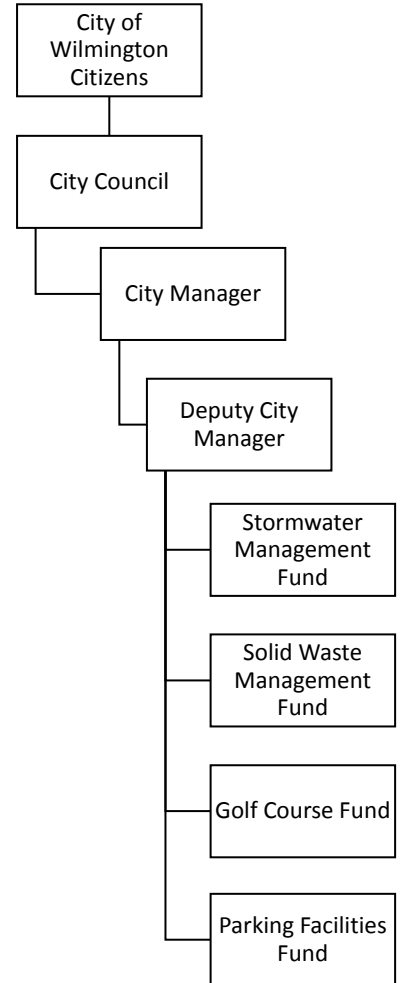 City of
Wilmington
Citizens
City Council
City Manager
Deputy City
Manager
Stormwater
Management
Fund
Solid Waste
Management
Fund
Golf Course Fund
Parking Facilities
Fund